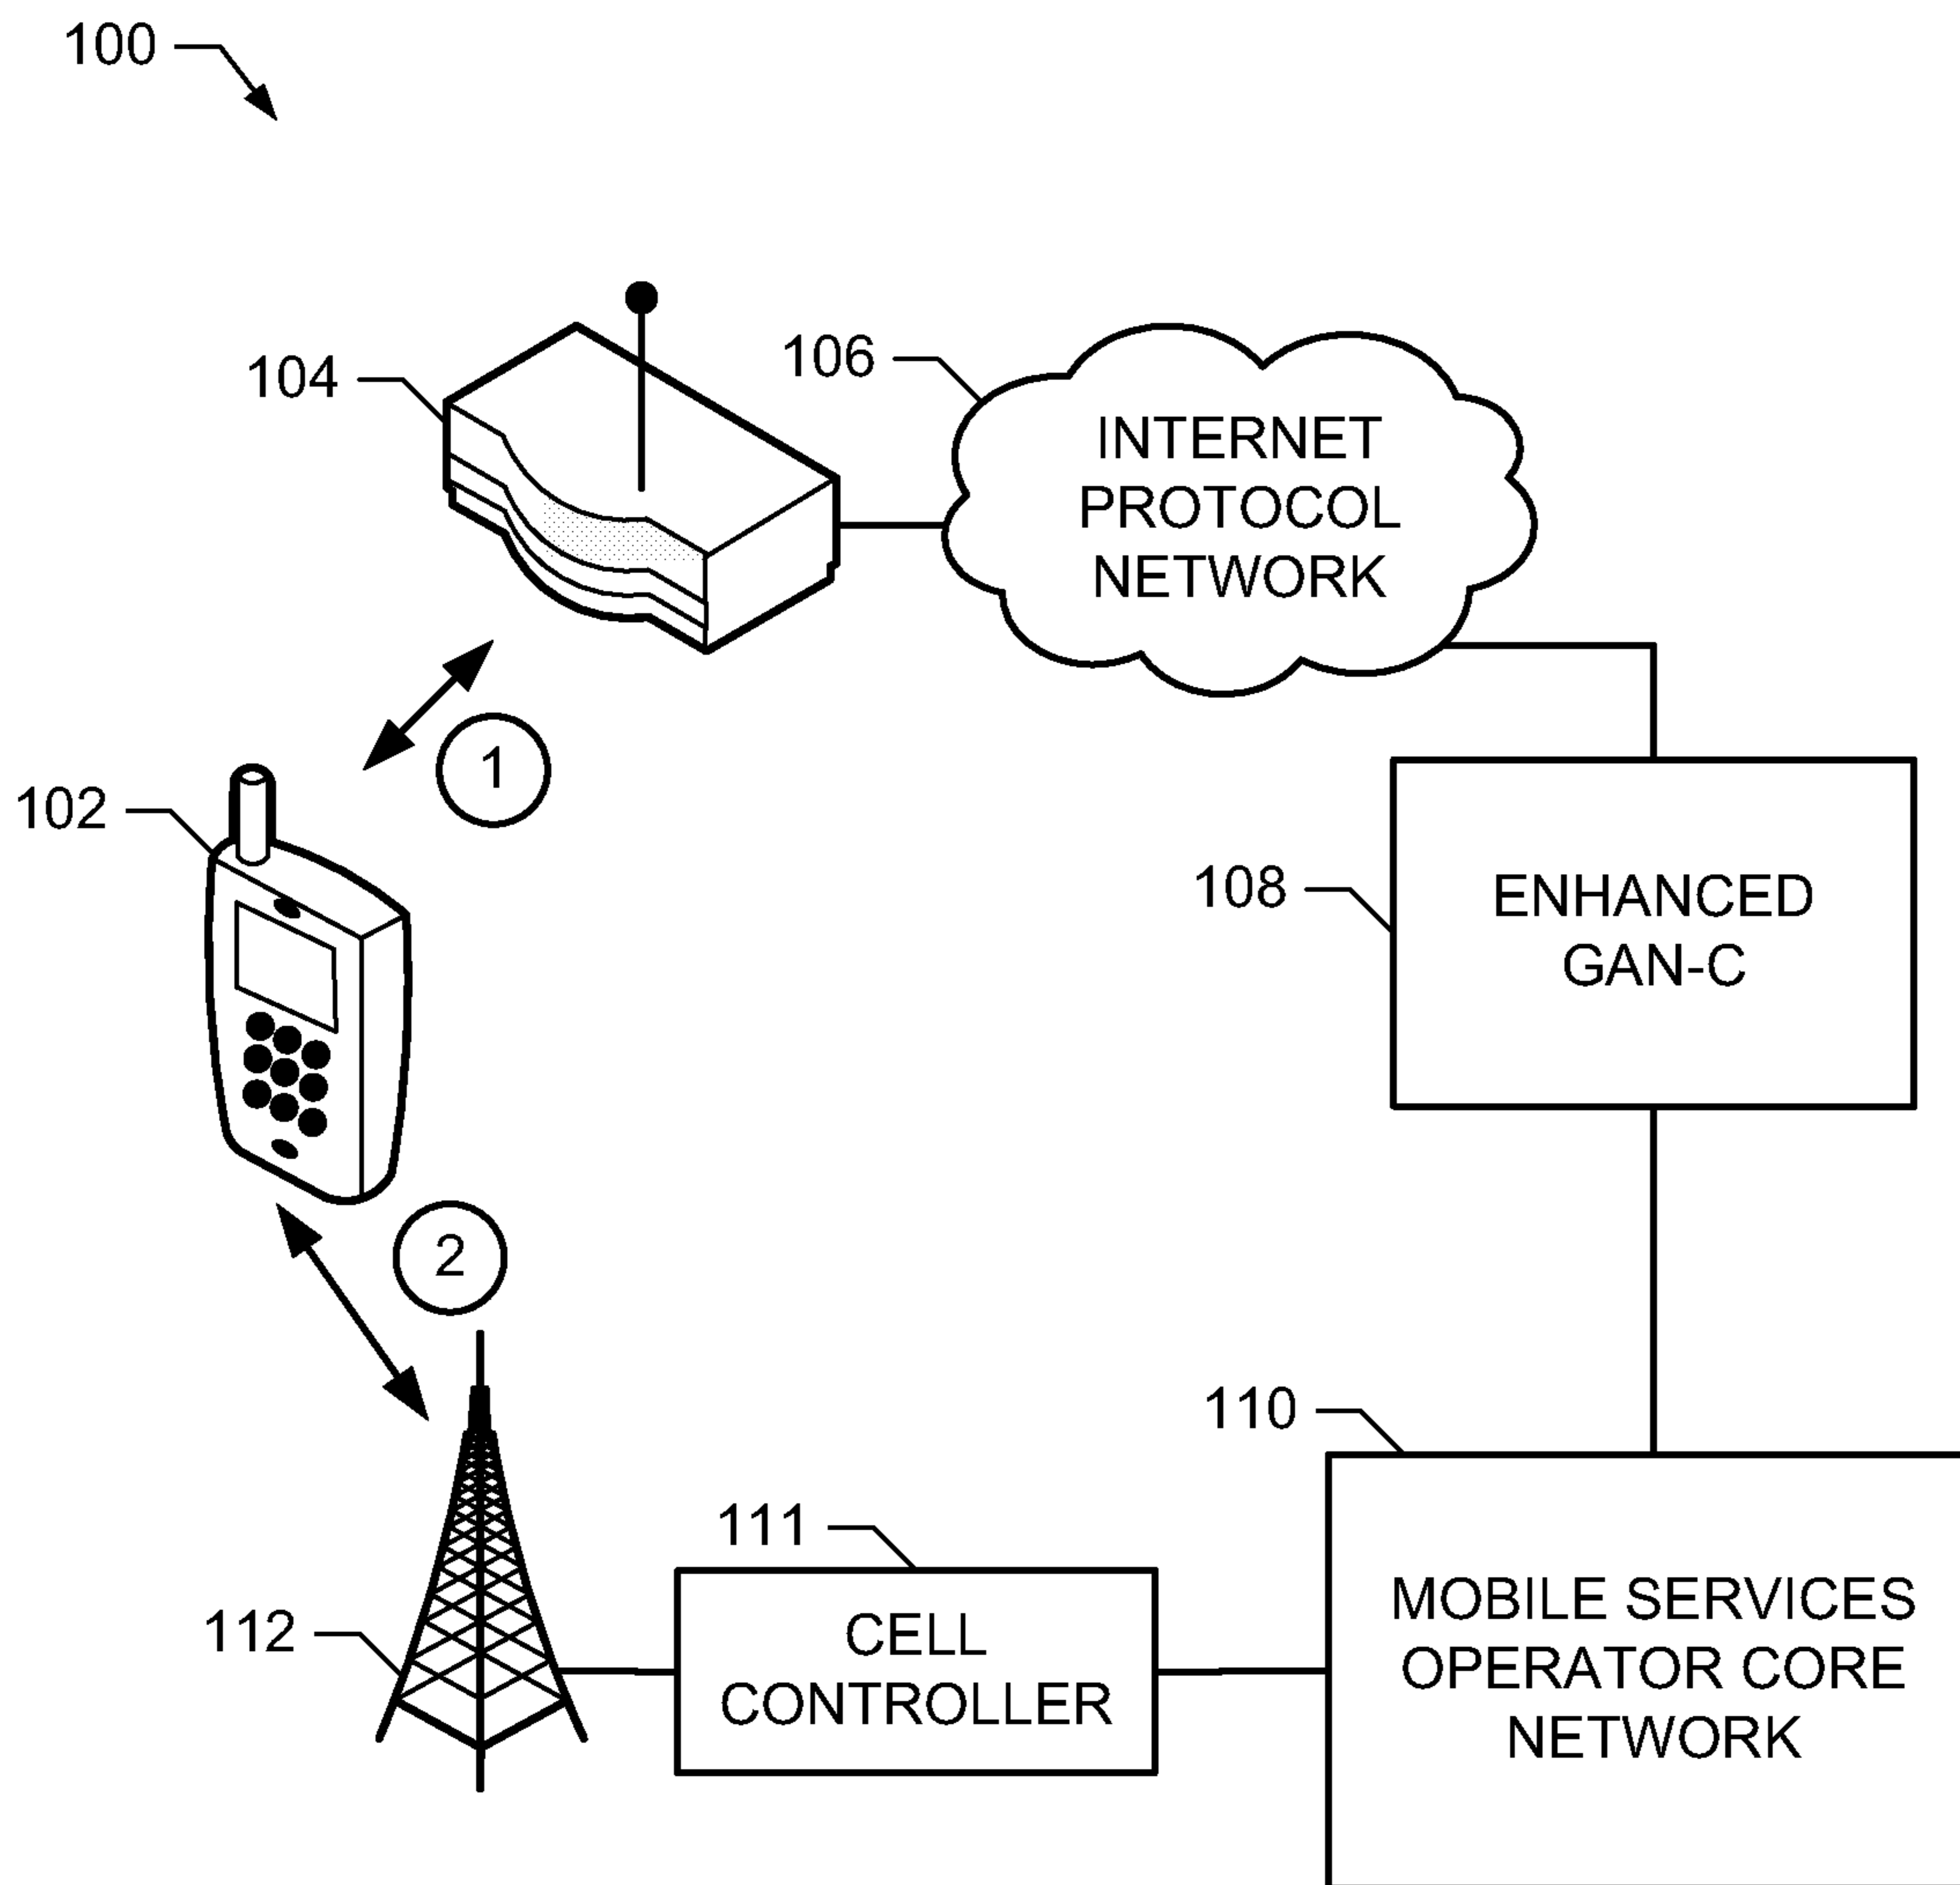 100
104
106
INTERNET
PROTOCOL
NETWORK
1
102
108
ENHANCED
GAN-C
2
110
111
112
CELL
CONTROLLER
MOBILE SERVICES
OPERATOR CORE
NETWORK